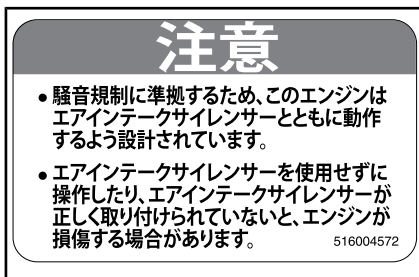 注意
• 騒音規制に準拠するため、このエンジンは
エアインテークサイレンサーとともに動作
するよう設計されています。
• エアインテークサイレンサーを使用せずに
操作したり、エアインテークサイレンサーが
正しく取り付けられていないと、エンジンが
損傷する場合があります。
516004572